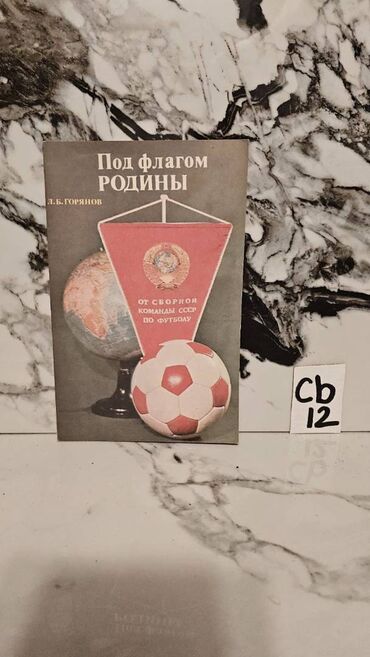 Под флагом
РОДИНЫ
Л.Б.ГОРЯНОВ
ОТ СБОРНОЙ
КОМАНДЫ СССР
ПО ФУТБОЛУ
Cb
12